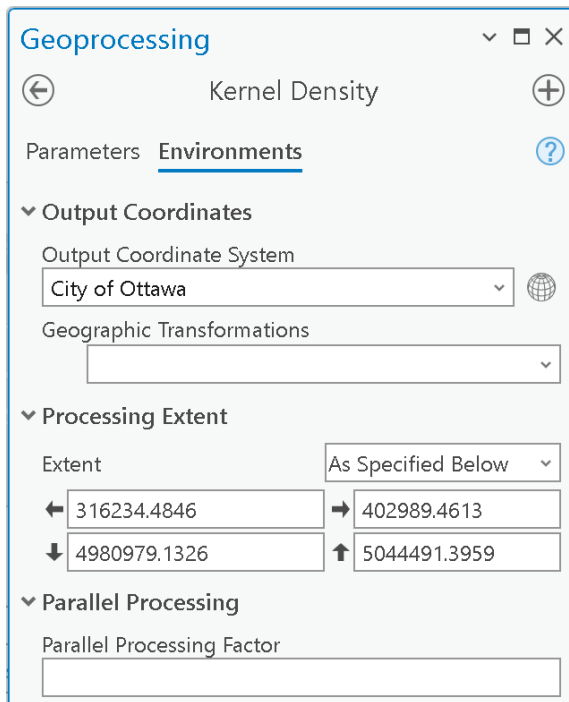 Geoprocessing
Kernel Density
Parameters Environments
Output Coordinates
Output Coordinate System
City of Ottawa
Geographic Transformations
Processing Extent
Extent As Specified Below
316234.4846 402989.4613
4980979.1326 5044491.3959
Parallel Processing
Parallel Processing Factor